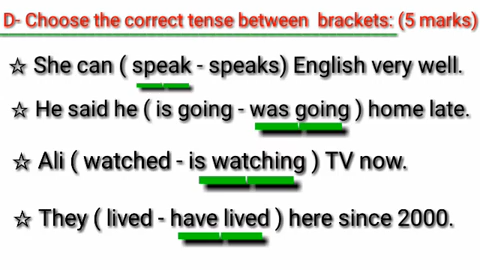 D- Choose the correct tense between brackets: (5 marks)
☆ She can ( speak - speaks) English very well.
☆ He said he ( is going - was going ) home late.
☆ Ali ( watched - is watching ) TV now.
☆ They ( lived - have lived ) here since 2000.